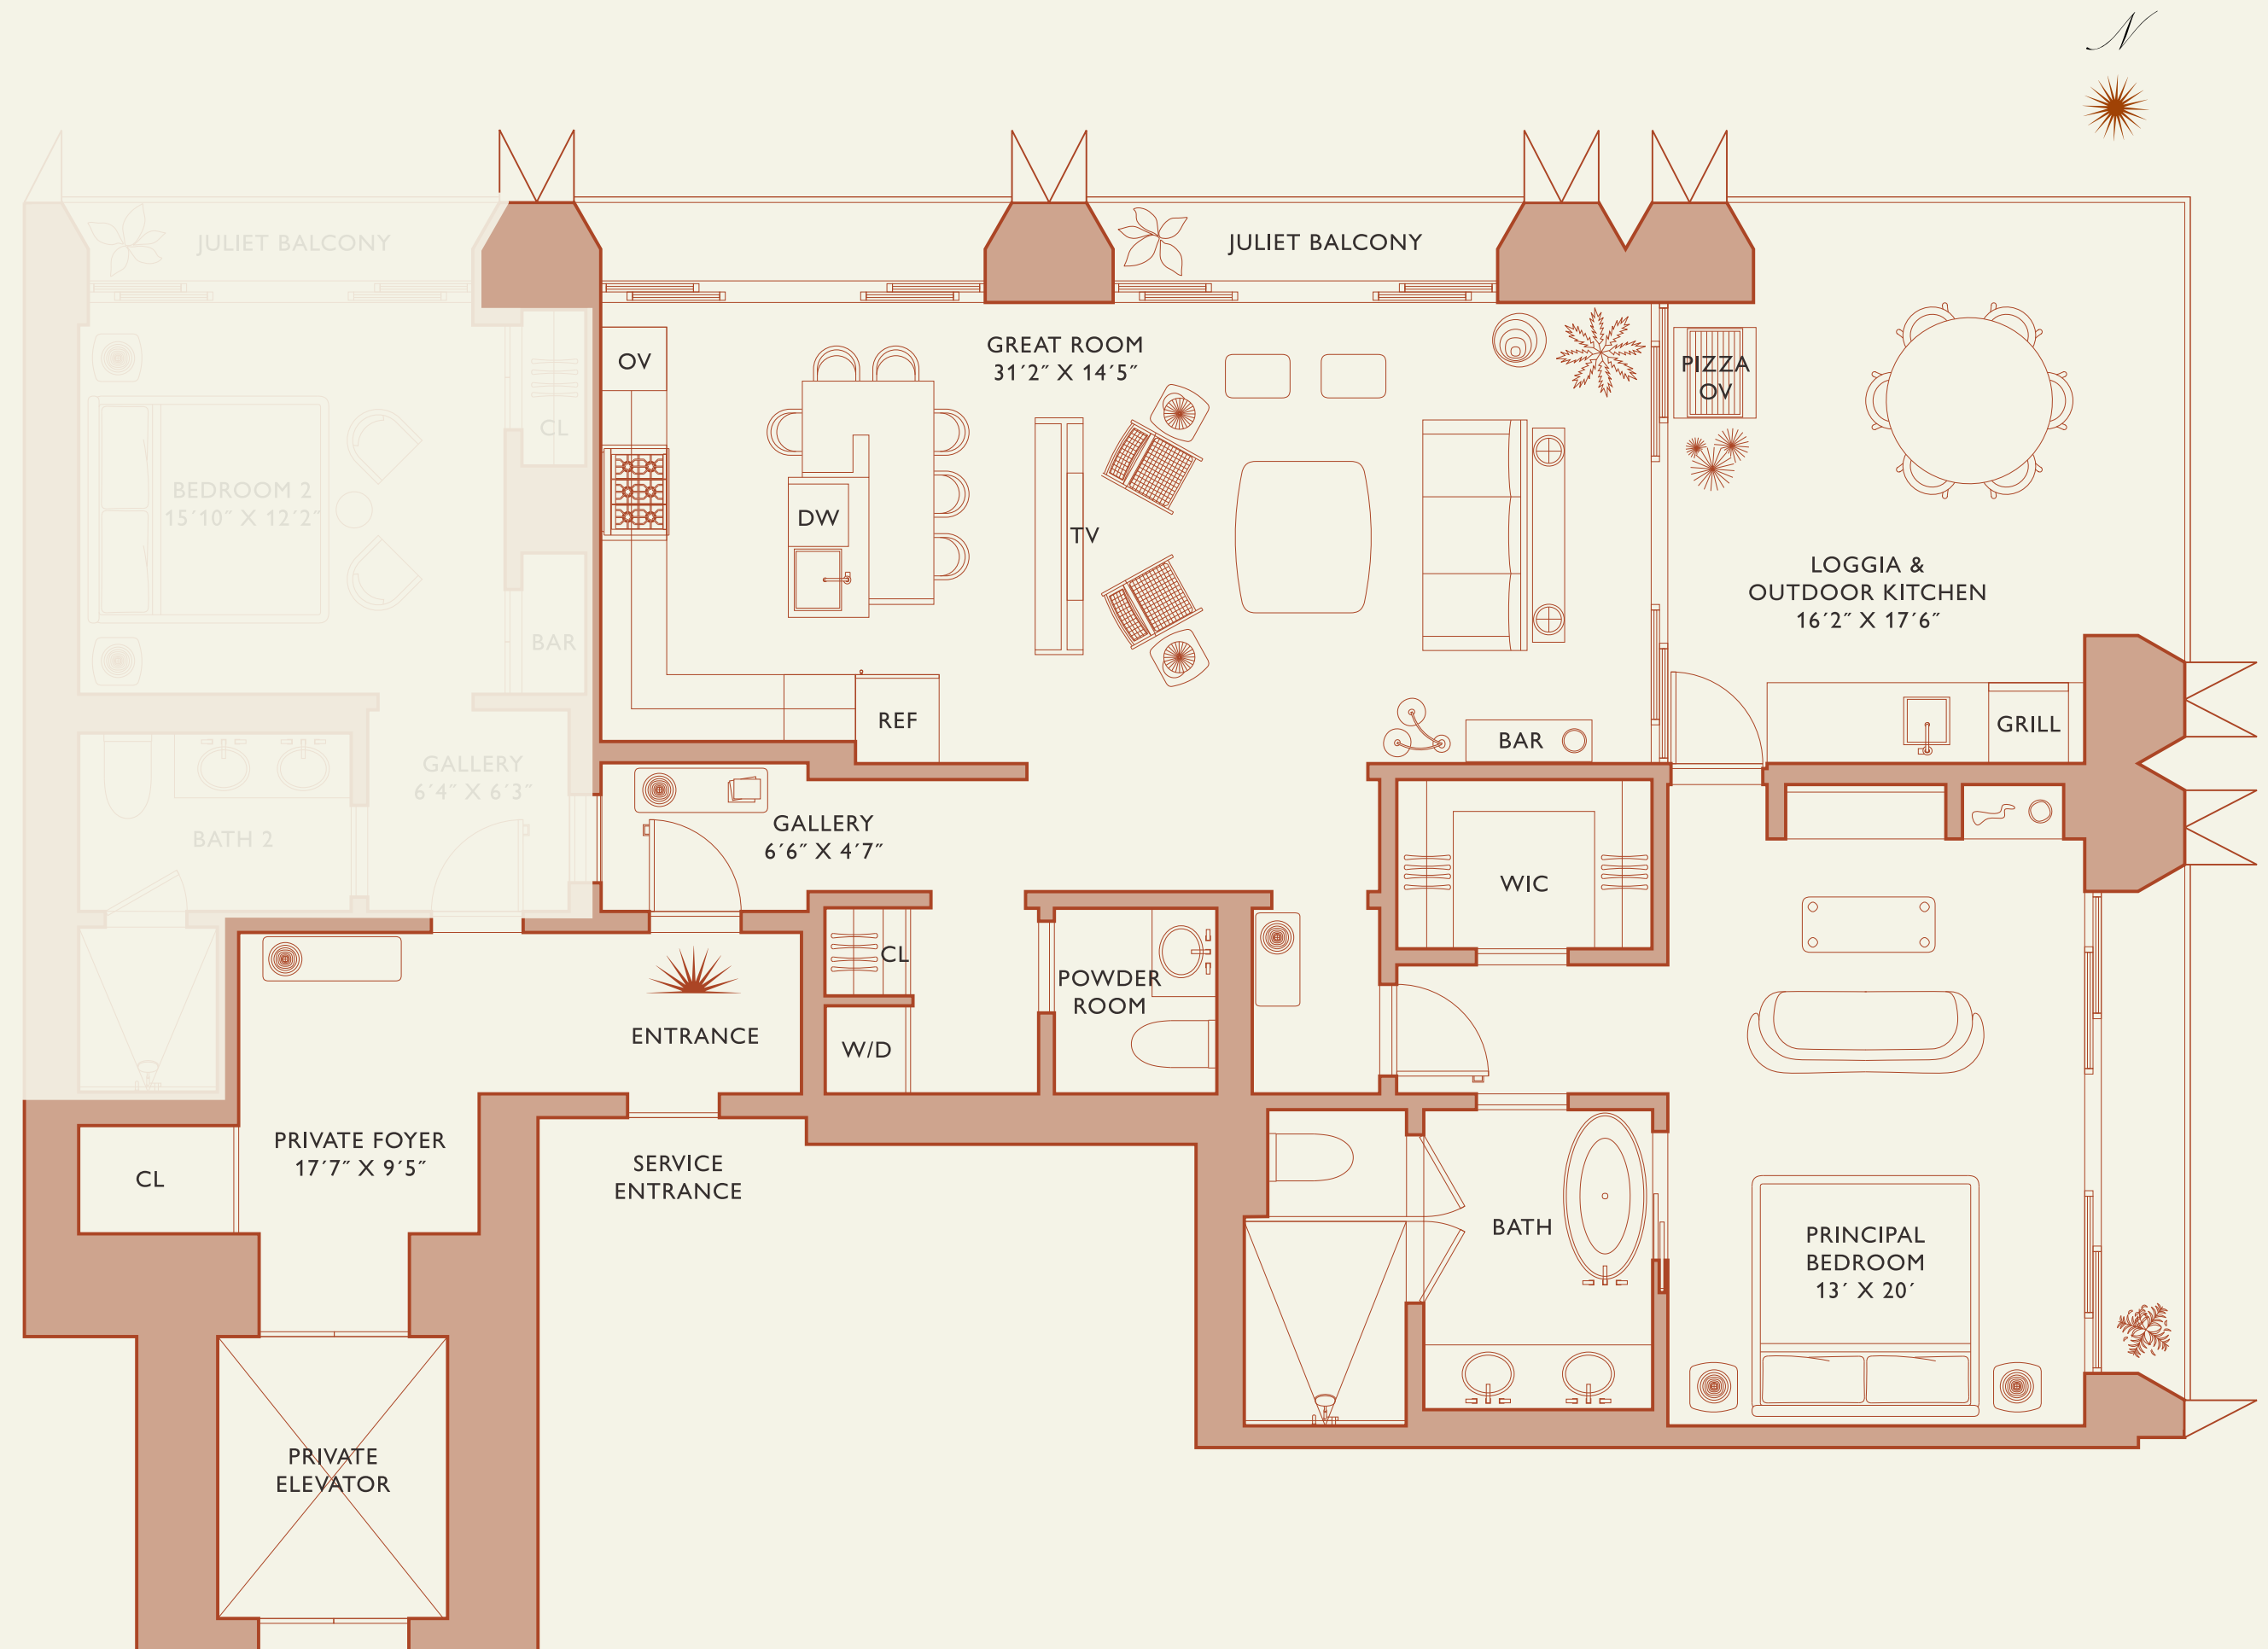 N
JULIET BALCONY
JULIET BALCONY
GREAT ROOM
31´2˝ X 14´5˝
OV
PIZZA
OV
CL
BEDROOM 2
15´10˝ X 12´2˝
DW
TV
LOGGIA &
OUTDOOR KITCHEN
16´2˝ X 17´6˝
BAR
REF
BAR
GRILL
GALLERY
6´4˝ X 6´3˝
BATH 2
GALLERY
6´6˝ X 4´7˝
WIC
CL
POWDER
ROOM
ENTRANCE
W/D
PRIVATE FOYER
17´7˝ X 9´5˝
CL
SERVICE
ENTRANCE
BATH
PRINCIPAL
BEDROOM
13´ X 20´
PRIVATE
ELEVATOR